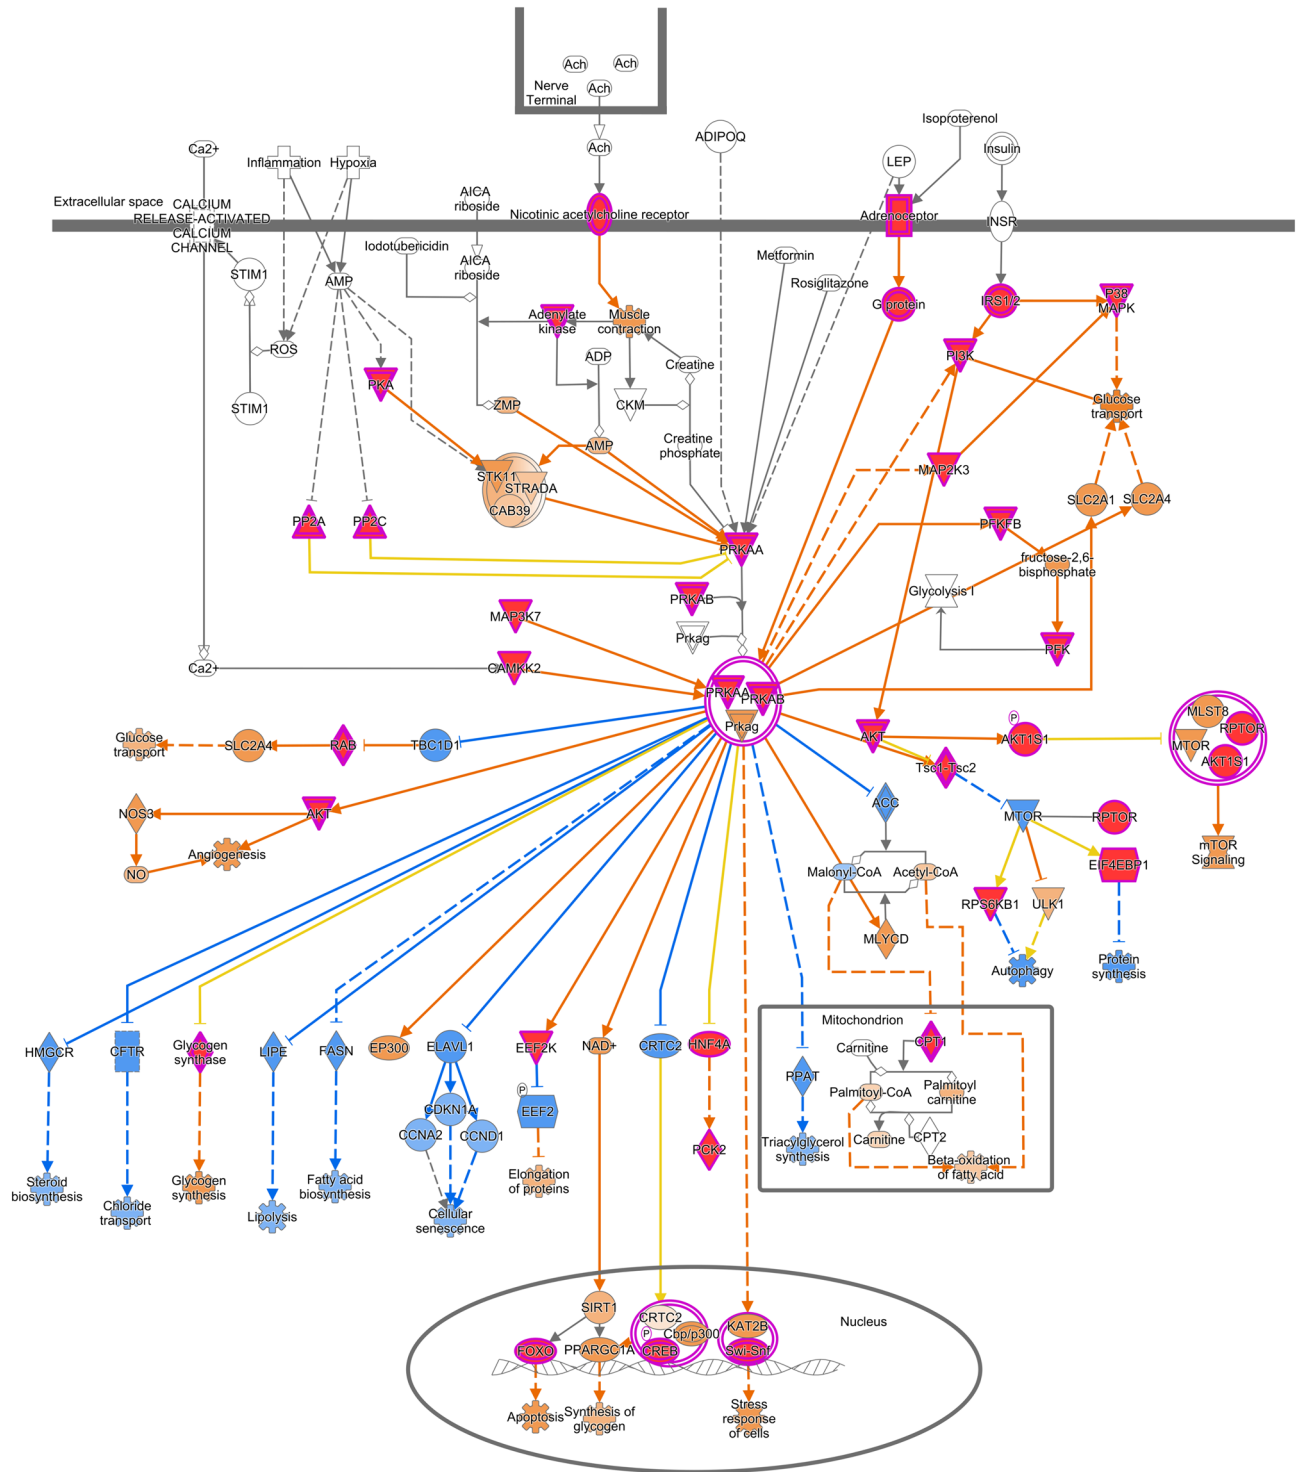 Ach
Ach
Nerve
Terminal
Ach
Isoproterenol
Ca2+
Inflammation
Hypoxia
Ach
ADIPOQ
LEP
Insulin
Extracellular space
CALCIUM
RELEASE-ACTIVATED
CALCIUM
CHANNEL
AICA
riboside
Nicotinic acetylcholine receptor
Adrenoceptor
INSR
Iodotubericidin
AICA
riboside
Metformin
Rosiglitazone
STIM1
AMP
Adenylate
kinase
Muscle
contraction
G protein
IRS1/2
P38
MAPK
ROS
ADP
Creatine
PI3K
PKA
STIM1
ZMP
CKM
Glucose
transport
AMP
Creatine
phosphate
STK11
STRADA
CAB39
MAP2K3
SLC2A1
SLC2A4
PP2A
PP2C
PRKAA
PFKFB
fructose-2,6-
bisphosphate
Glycolysis I
PRKAB
MAP3K7
Prkag
PFK
Ca2+
CAMKK2
PRKAA
PRKAB
Prkag
Glucose
transport
SLC2A4
RAB
TBC1D1
AKT
P
AKT1S1
MLST8
RPTOR
MTOR
AKT1S1
Tsc1-Tsc2
NOS3
AKT
ACC
MTOR
RPTOR
Angiogenesis
NO
mTOR
Signaling
Malonyl-CoA
Acetyl-CoA
EIF4EBP1
RPS6KB1
ULK1
MLYCD
Autophagy
Protein
synthesis
Mitochondrion
HMGCR
CFTR
Glycogen
synthase
LIPE
FASN
EP300
ELAVL1
EEF2K
NAD+
CRTC2
HNF4A
Carnitine
CPT1
PPAT
Palmitoyl-CoA
Palmitoyl
carnitine
P
EEF2
CDKN1A
CCNA2
CCND1
PCK2
Triacylglycerol
synthesis
Carnitine
CPT2
Beta-oxidation
of fatty acid
Steroid
biosynthesis
Chloride
transport
Glycogen
synthesis
Lipolysis
Fatty acid
biosynthesis
Cellular
senescence
Elongation
of proteins
SIRT1
CRTC2
P
Cbp/p300
CREB
KAT2B
Swi-Snf
Nucleus
FOXO
PPARGC1A
Apoptosis
Synthesis of
glycogen
Stress
response
of cells